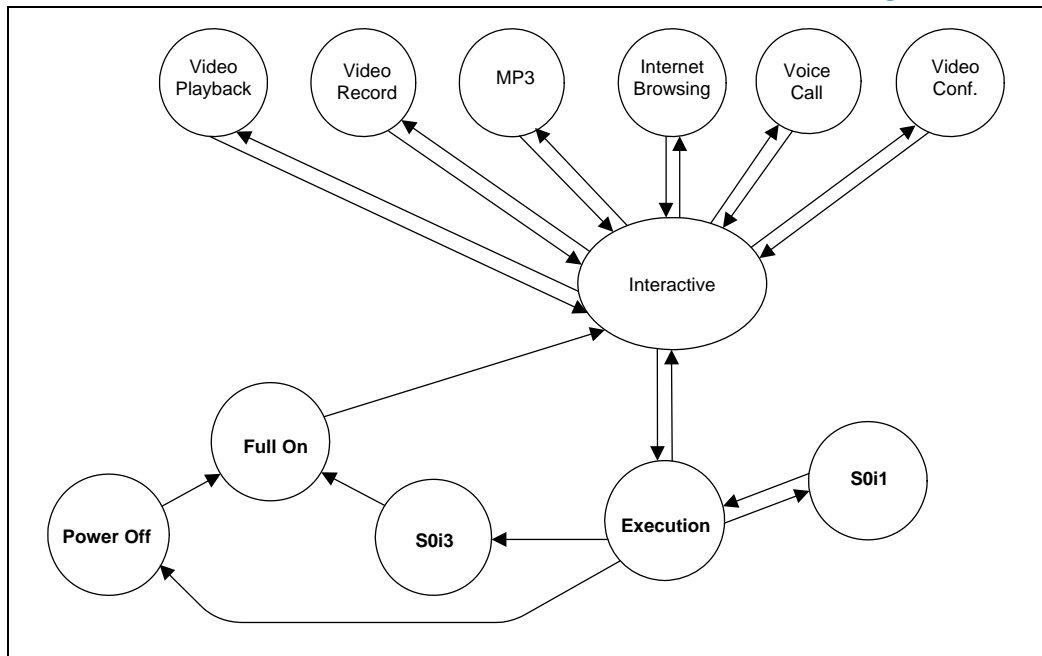 Video
Playback
Video
Record
MP3
Internet
Browsing
Voice
Call
Video
Conf.
Interactive
Full On
S0i1
Power Off
S0i3
Execution